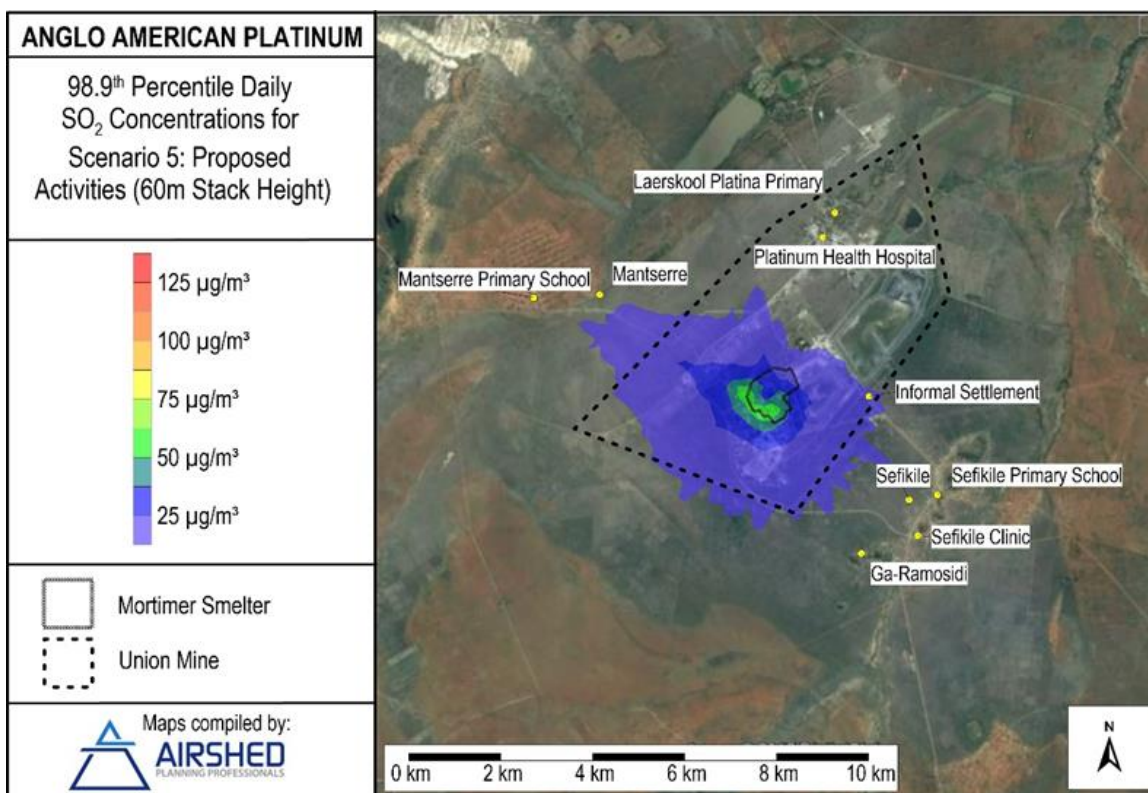 ANGLO AMERICAN PLATINUM
98.9th Percentile Daily
SO₂ Concentrations for
Scenario 5: Proposed
Activities (60m Stack Height)
125 µg/m³
100 µg/m³
75 µg/m³
50 µg/m³
25 µg/m³
Mortimer Smelter
Union Mine
Maps compiled by:
AIRSHED
PLANNING PROFESSIONALS
Laerskool Platina Primary
Platinum Health Hospital
Mantserre Primary School
Mantserre
Informal Settlement
Sefikile
Sefikile Primary School
Sefikile Clinic
Ga-Ramosidi
0 km 2 km 4 km 6 km 8 km 10 km
N